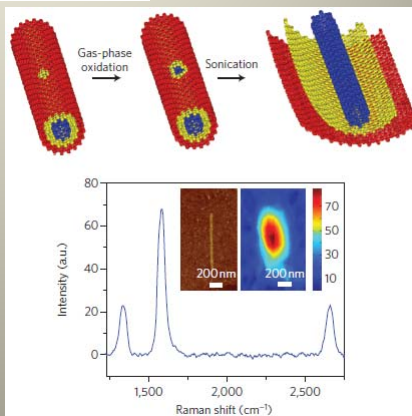 Gas-phase
oxidation
Sonication
80
60
40
20
0
Intensity (a.u.)
200 nm
200 nm
70
50
30
10
1,500
2,000
2,500
Raman shift (cm⁻¹)